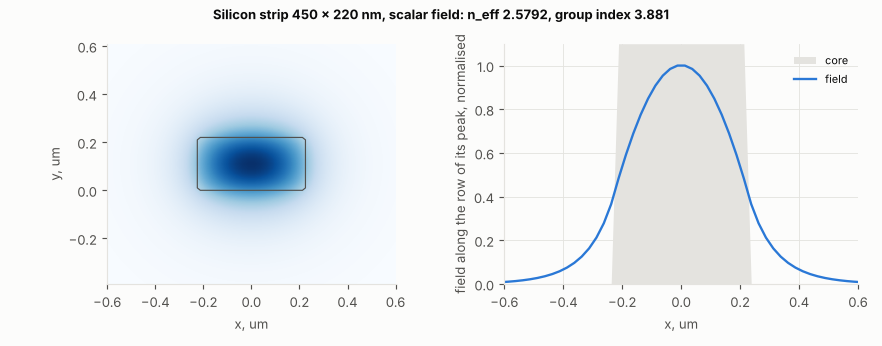 Silicon strip 450 × 220 nm, scalar field: n_eff 2.5792, group index 3.881
0.6
0.4
0.2
0.0
−0.2
y, um
−0.6 −0.4 −0.2 0.0 0.2 0.4 0.6
x, um
field along the row of its peak, normalised
1.0
0.8
0.6
0.4
0.2
0.0
core
field
−0.6 −0.4 −0.2 0.0 0.2 0.4 0.6
x, um